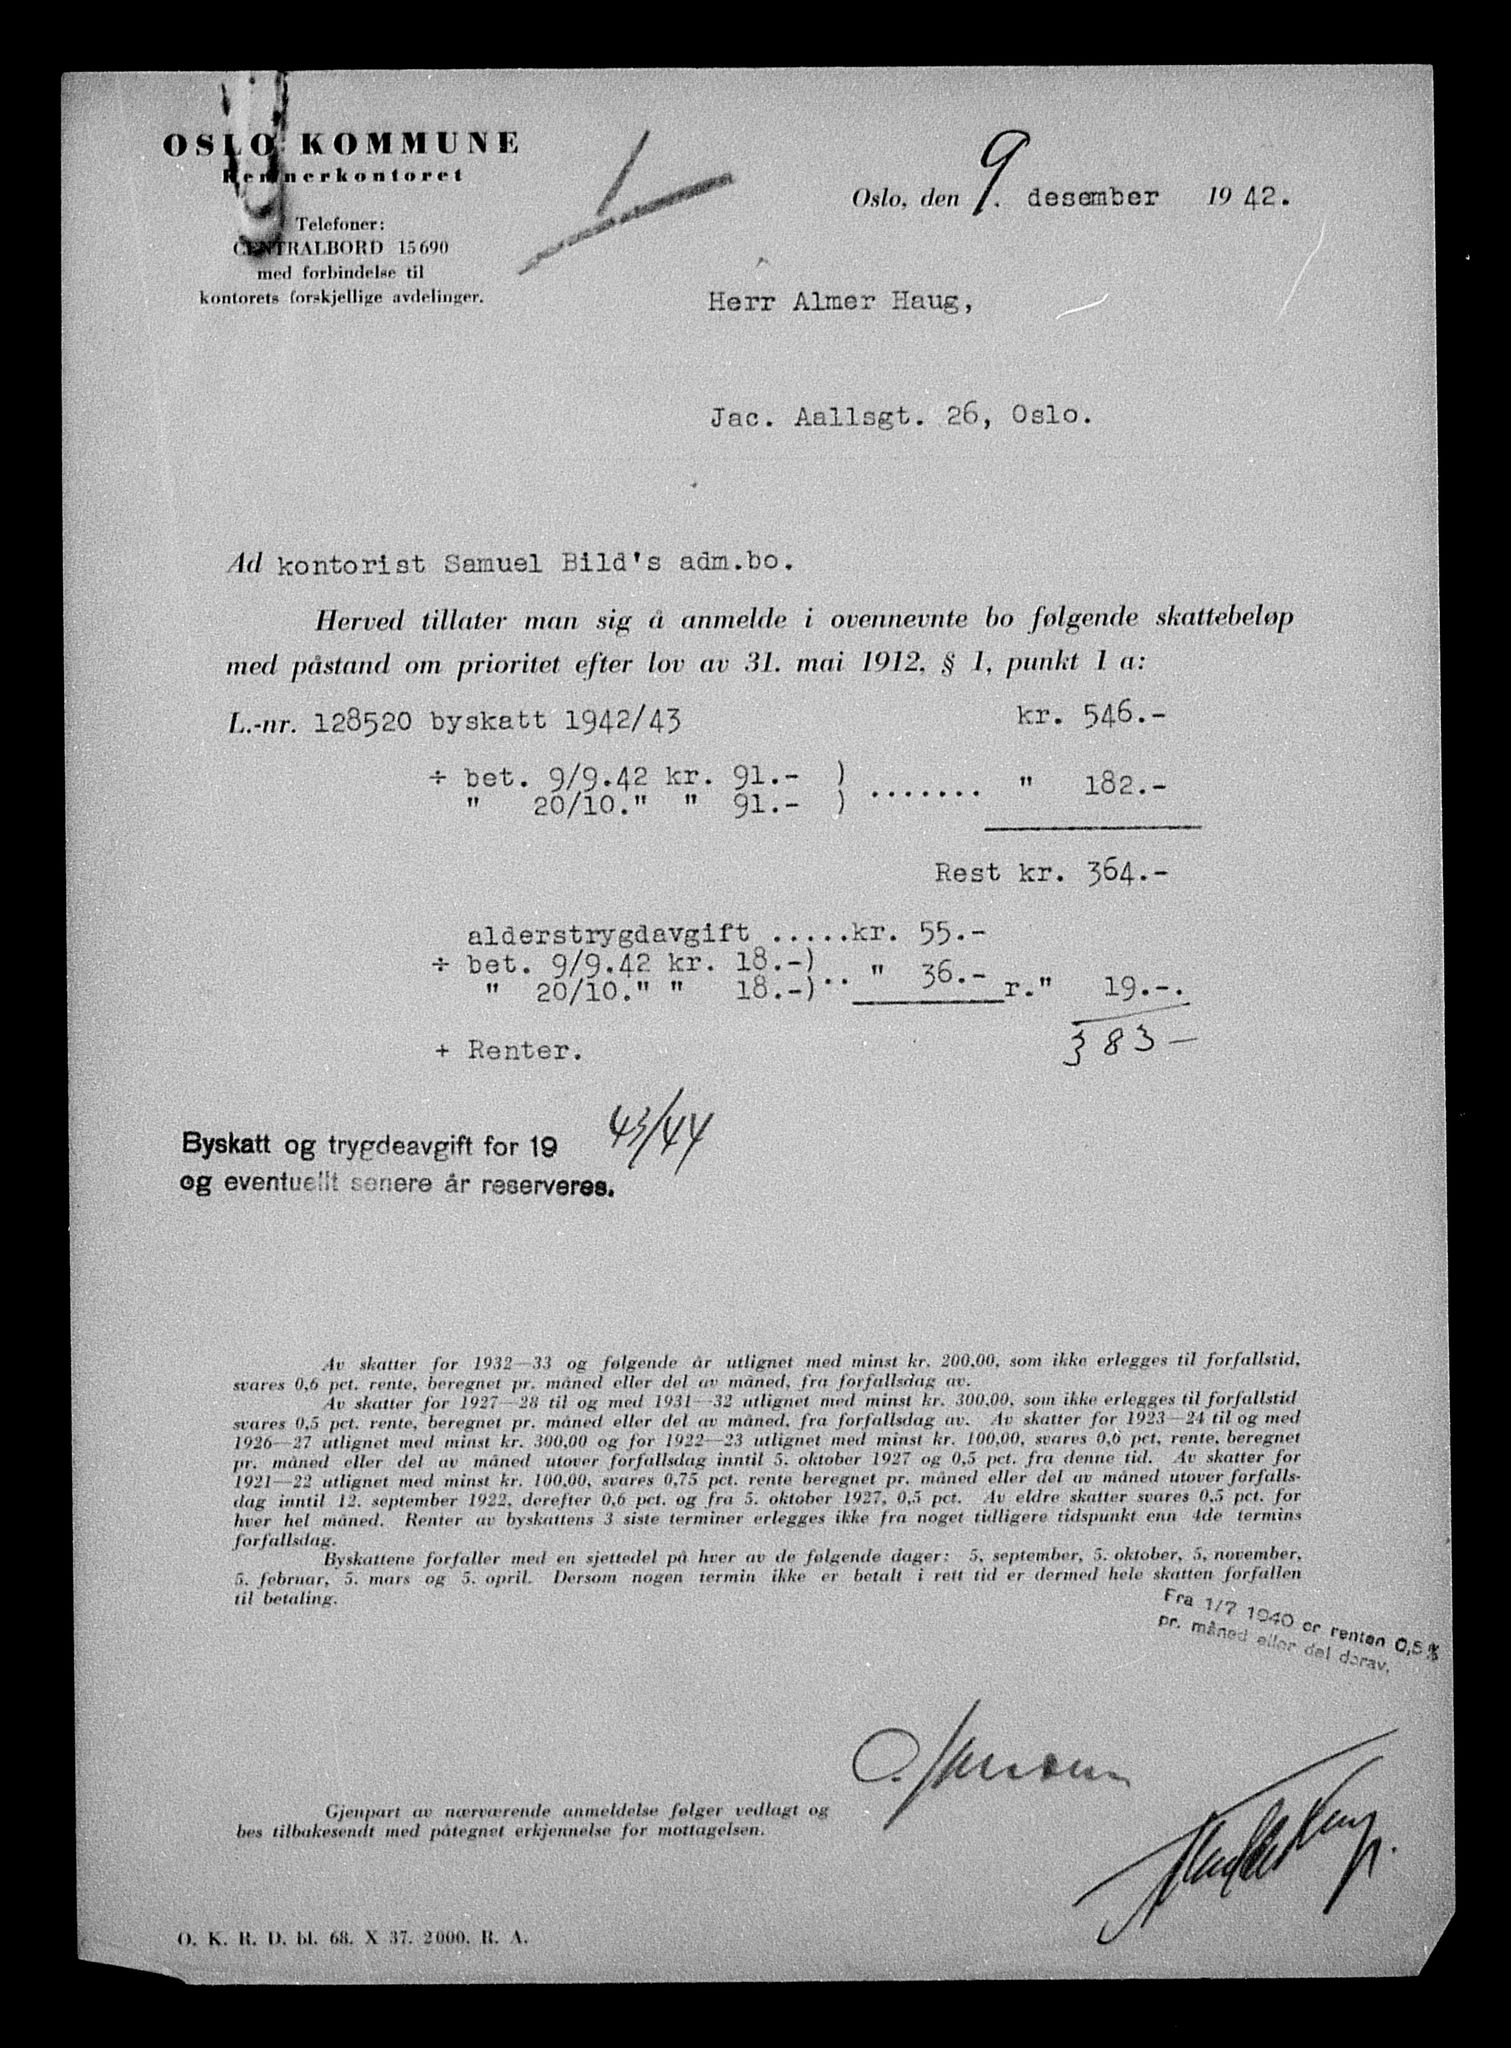 OSLO KOMMUNE
Kemnerkontoret
Telefoner:
CENTRALBORD 15690
med forbindelse til
kontorets forskjellige avdelinger.
Oslo, den 9. desember 1942.
Herr Almer Haug,
Jac. Aallsgt. 26, Oslo.
Ad kontorist Samuel Bild's adm.bo.
Herved tillater man sig å anmelde i ovennevnte bo følgende skattebeløp
med påstand om prioritet efter lov av 31. mai 1912, § 1, punkt 1 a:
L.-nr. 128520 byskatt 1942/43 kr. 546.-
÷ bet. 9/9.42 kr. 91.- )
" 20/10." " 91.- ) ....... " 182.-
Rest kr. 364.-
alderstrygdavgift .....kr. 55.-
÷ bet. 9/9.42 kr. 18.-)
" 20/10." " 18.-).. " 36.- r." 19.-.
383-
+ Renter.
Byskatt og trygdeavgift for 19 43/44
og eventuellt senere år reserveres.
Av skatter for 1932—33 og følgende år utlignet med minst kr. 200,00, som ikke erlegges til forfallstid,
svares 0,6 pct. rente, beregnet pr. måned eller del av måned, fra forfallsdag av.
Av skatter for 1927—28 til og med 1931—32 utlignet med minst kr. 300,00, som ikke erlegges til forfallstid
svares 0,5 pct. rente, beregnet pr. måned eller del av måned, fra forfallsdag av. Av skatter for 1923—24 til og med
1926—27 utlignet med minst kr. 300,00 og for 1922—23 utlignet med minst kr. 100,00, svares 0,6 pct, rente, beregnet
pr. måned eller del av måned utover forfallsdag inntil 5. oktober 1927 og 0,5 pct. fra denne tid. Av skatter for
1921—22 utlignet med minst kr. 100,00, svares 0,75 pct. rente beregnet pr. måned eller del av måned utover forfalls-
dag inntil 12. september 1922, derefter 0,6 pct. og fra 5. oktober 1927, 0,5 pct. Av eldre skatter svares 0,5 pct. for
hver hel måned. Renter av byskattens 3 siste terminer erlegges ikke fra noget tidligere tidspunkt enn 4de termins
forfallsdag.
Byskattene forfaller med en sjettedel på hver av de følgende dager: 5, september, 5. oktober, 5, november,
5. februar, 5. mars og 5. april. Dersom nogen termin ikke er betalt i rett tid er dermed hele skatten forfallen
til betaling.
Fra 1/7 1940 er renten 0,5%
pr. måned eller del derav.
Gjenpart av nærværende anmeldelse følger vedlagt og
bes tilbakesendt med påtegnet erkjennelse for mottagelsen.
O. K. R. D. bl. 68. X 37. 2000. R. A.